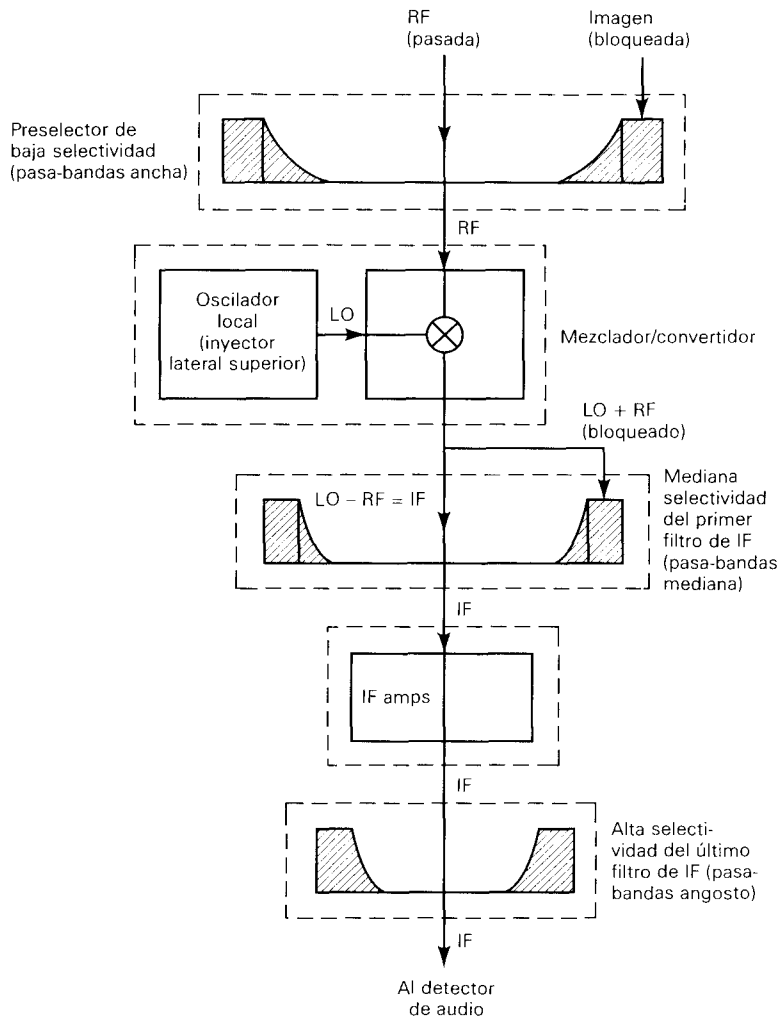 RF
(pasada)
Imagen
(bloqueada)
Preselector de
baja selectividad
(pasa-bandas ancha)
RF
Oscilador
local
(inyector
lateral superior)
LO
Mezclador/convertidor
LO + RF
(bloqueado)
LO – RF = IF
Mediana
selectividad
del primer
filtro de IF
(pasa-bandas
mediana)
IF
IF amps
IF
Alta selecti-
vidad del último
filtro de IF (pasa-
bandas angosto)
IF
Al detector
de audio